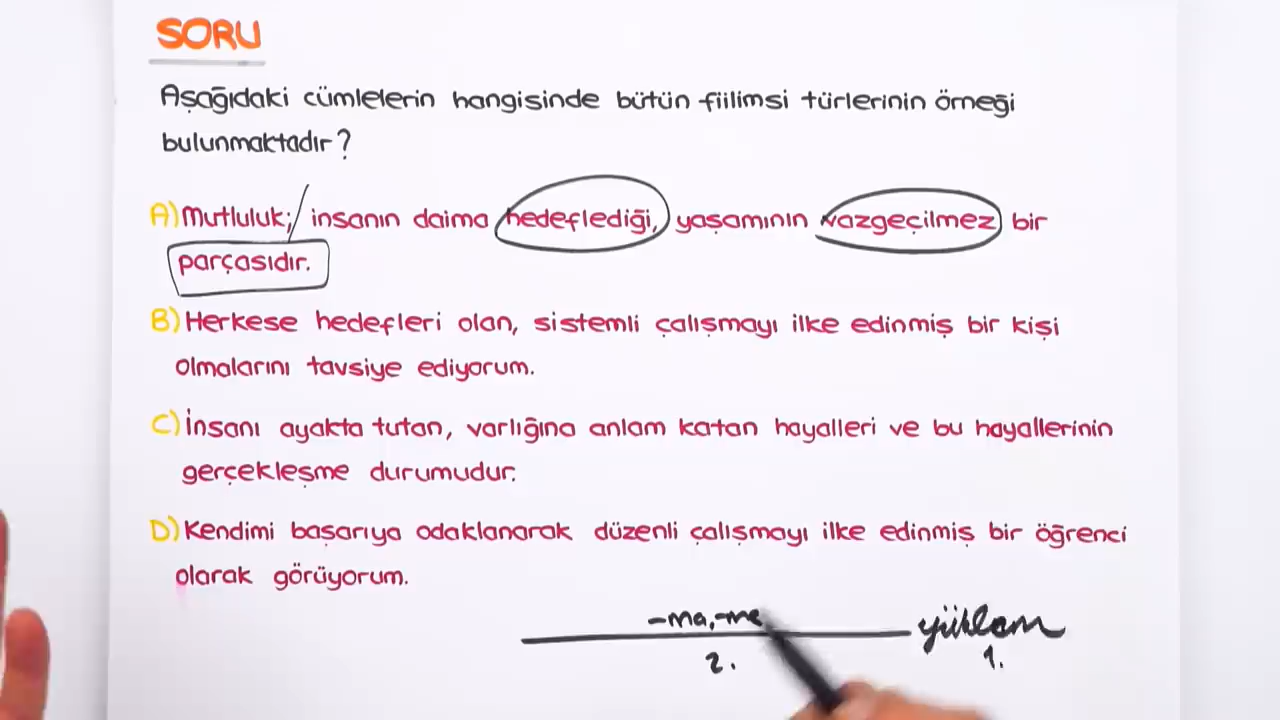 SORU
Aşağıdaki cümlelerin hangisinde bütün fiilimsi türlerinin örneği
bulunmaktadır?
A) Mutluluk; insanın daima hedeflediği, yaşamının vazgeçilmez bir
parçasıdır.
B) Herkese hedefleri olan, sistemli çalışmayı ilke edinmiş bir kişi
olmalarını tavsiye ediyorum.
C) İnsanı ayakta tutan, varlığına anlam katan hayalleri ve bu hayallerinin
gerçekleşme durumudur.
D) Kendimi başarıya odaklanarak düzenli çalışmayı ilke edinmiş bir öğrenci
olarak görüyorum.
-ma,-me yüklem
2. 1.